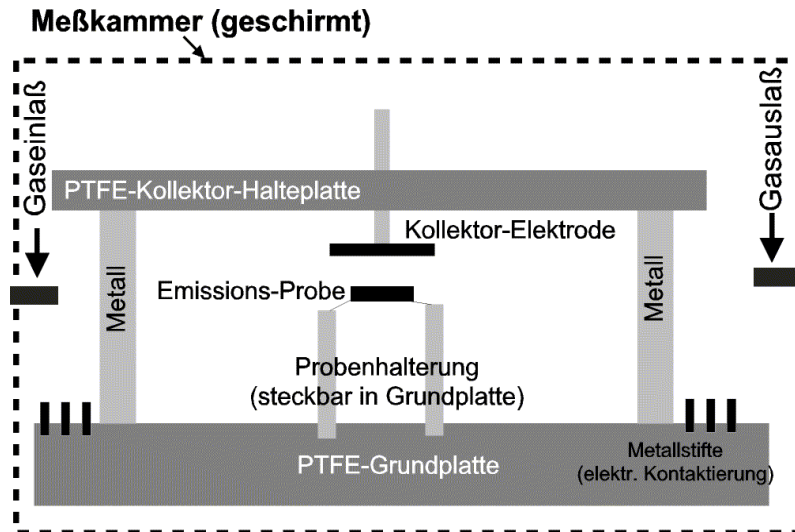 Meßkammer (geschirmt)
Gaseinlaß
Gasauslaß
PTFE-Kollektor-Halteplatte
Kollektor-Elektrode
Emissions-Probe
Metall
Metall
Probenhalterung
(steckbar in Grundplatte)
PTFE-Grundplatte
Metallstifte
(elektr. Kontaktierung)